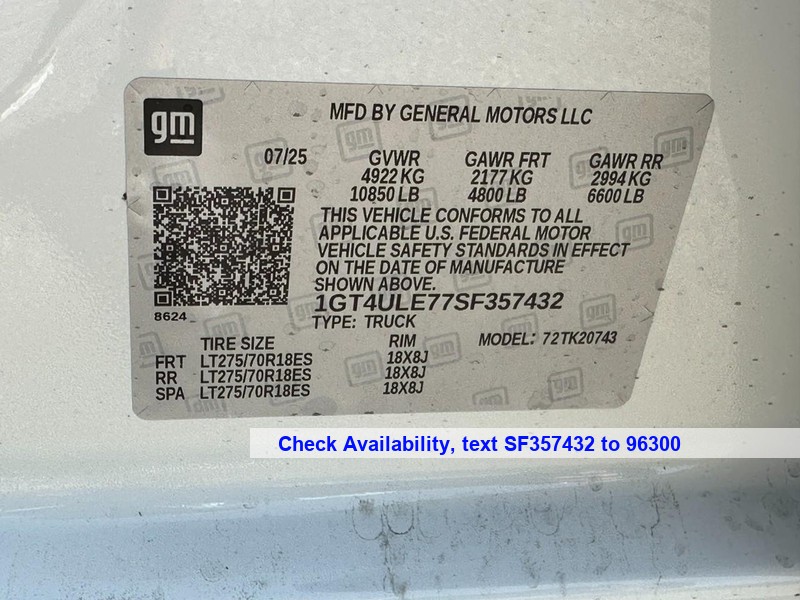 gm
MFD BY GENERAL MOTORS LLC
07/25 GVWR GAWR FRT GAWR RR
4922 KG 2177 KG 2994 KG
10850 LB 4800 LB 6600 LB
THIS VEHICLE CONFORMS TO ALL
APPLICABLE U.S. FEDERAL MOTOR
VEHICLE SAFETY STANDARDS IN EFFECT
ON THE DATE OF MANUFACTURE
SHOWN ABOVE.
8624
1GT4ULE77SF357432
TYPE: TRUCK MODEL: 72TK20743
TIRE SIZE RIM
FRT LT275/70R18ES 18X8J
RR LT275/70R18ES 18X8J
SPA LT275/70R18ES 18X8J
Check Availability, text SF357432 to 96300